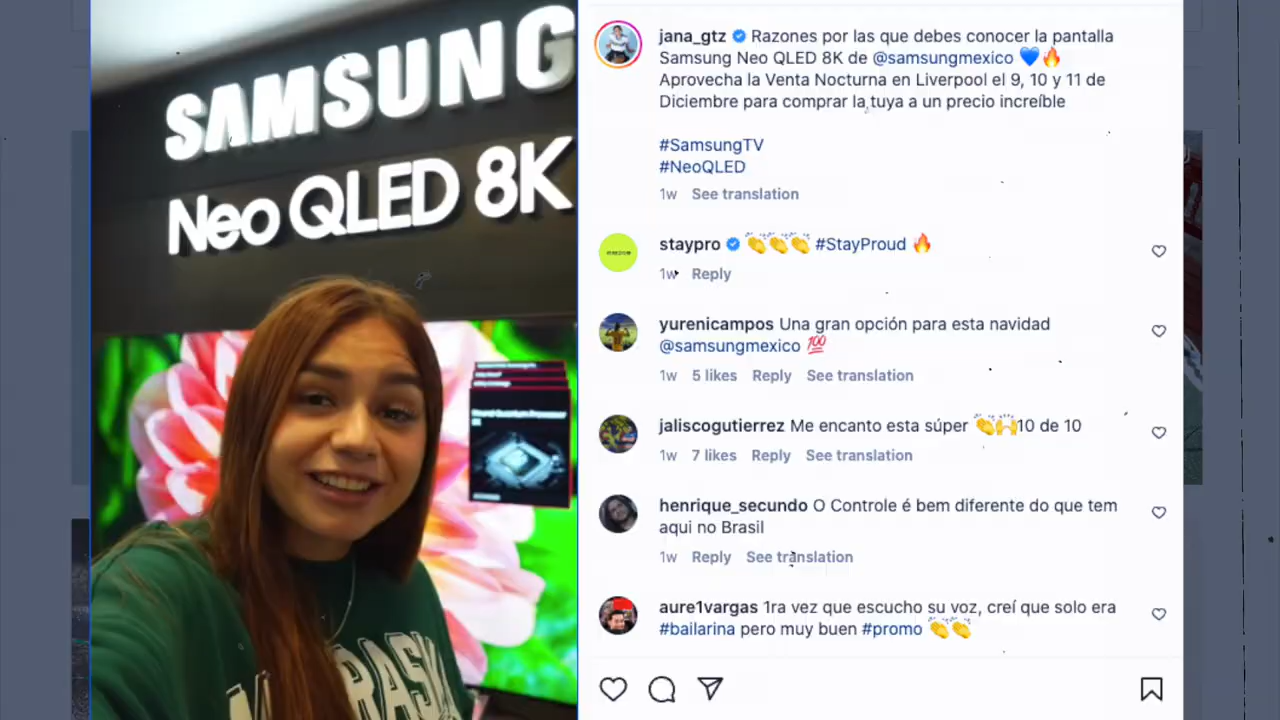 SAMSUNG
Neo QLED 8K
jana_gtz Razones por las que debes conocer la pantalla
Samsung Neo QLED 8K de @samsungmexico 💙🔥
Aprovecha la Venta Nocturna en Liverpool el 9, 10 y 11 de
Diciembre para comprar la tuya a un precio increíble
#SamsungTV
#NeoQLED
1w See translation
staypro 👏👏👏 #StayProud 🔥
1w Reply
yurenicampos Una gran opción para esta navidad
@samsungmexico 💯
1w 5 likes Reply See translation
jaliscogutierrez Me encanto esta súper 👏🙌10 de 10
1w 7 likes Reply See translation
henrique_secundo O Controle é bem diferente do que tem
aqui no Brasil
1w Reply See translation
aure1vargas 1ra vez que escucho su voz, creí que solo era
#bailarina pero muy buen #promo 👏👏